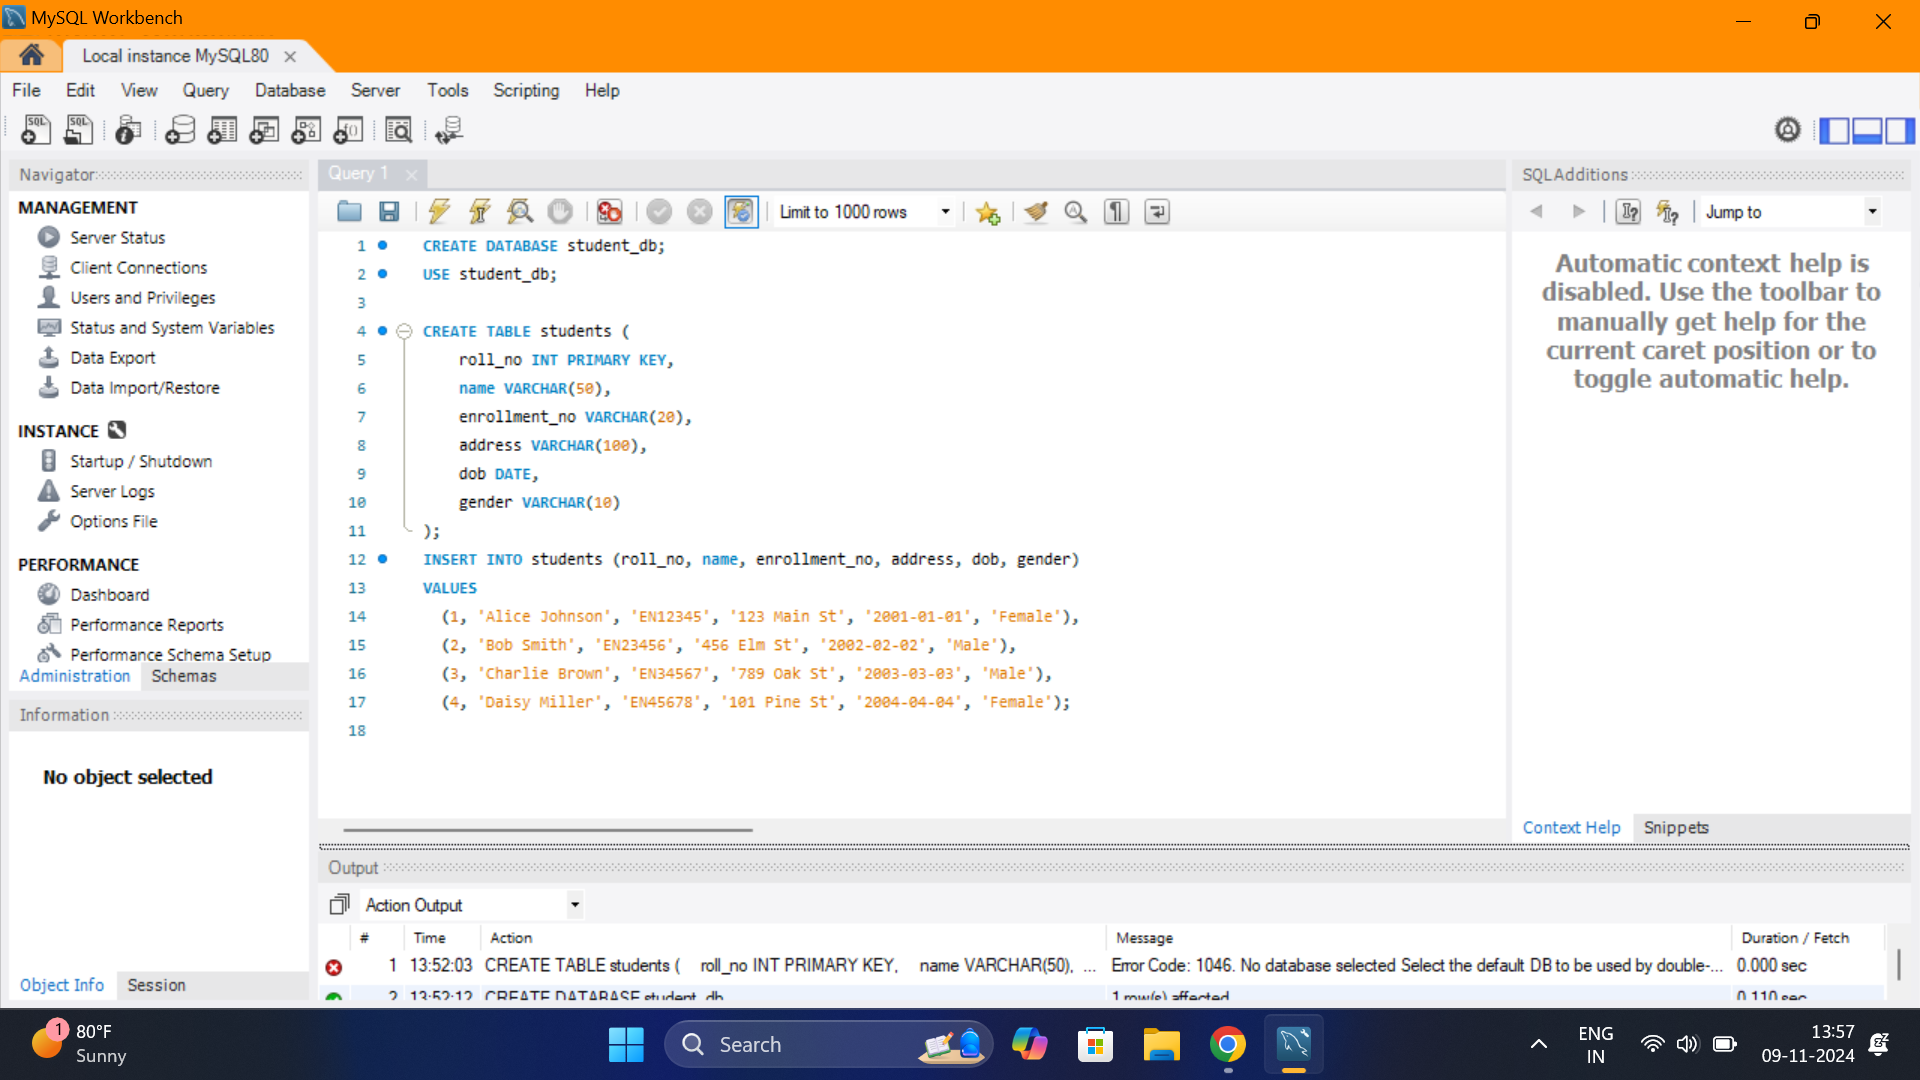 MySQL Workbench
Local instance MySQL80
File Edit View Query Database Server Tools Scripting Help
Navigator
MANAGEMENT
Server Status
Client Connections
Users and Privileges
Status and System Variables
Data Export
Data Import/Restore
INSTANCE
Startup / Shutdown
Server Logs
Options File
PERFORMANCE
Dashboard
Performance Reports
Performance Schema Setup
Administration Schemas
Information
No object selected
Object Info Session
Query 1
Limit to 1000 rows
1 CREATE DATABASE student_db;
2 USE student_db;
3
4 CREATE TABLE students (
5 roll_no INT PRIMARY KEY,
6 name VARCHAR(50),
7 enrollment_no VARCHAR(20),
8 address VARCHAR(100),
9 dob DATE,
10 gender VARCHAR(10)
11 );
12 INSERT INTO students (roll_no, name, enrollment_no, address, dob, gender)
13 VALUES
14 (1, 'Alice Johnson', 'EN12345', '123 Main St', '2001-01-01', 'Female'),
15 (2, 'Bob Smith', 'EN23456', '456 Elm St', '2002-02-02', 'Male'),
16 (3, 'Charlie Brown', 'EN34567', '789 Oak St', '2003-03-03', 'Male'),
17 (4, 'Daisy Miller', 'EN45678', '101 Pine St', '2004-04-04', 'Female');
18
SQLAdditions
Jump to
Automatic context help is
disabled. Use the toolbar to
manually get help for the
current caret position or to
toggle automatic help.
Context Help Snippets
Output
Action Output
# Time Action Message Duration / Fetch
1 13:52:03 CREATE TABLE students ( roll_no INT PRIMARY KEY, name VARCHAR(50), ... Error Code: 1046. No database selected Select the default DB to be used by double-... 0.000 sec
2 13:52:12 CREATE DATABASE student_db 1 row(s) affected 0.110 sec
1
80°F
Sunny
Search
ENG
IN
13:57
09-11-2024